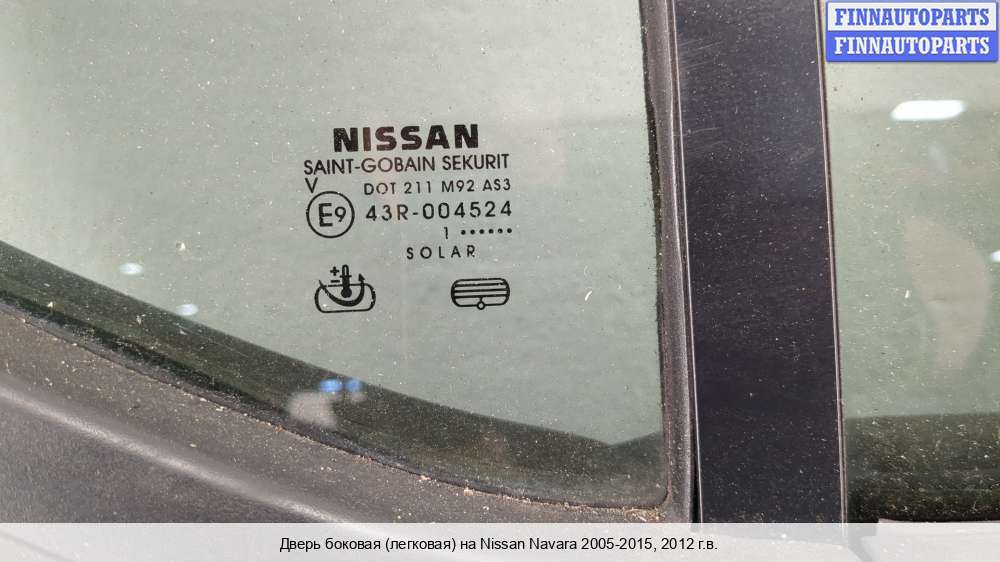 FINNAUTOPARTS
FINNAUTOPARTS
NISSAN
SAINT-GOBAIN SEKURIT
V
DOT 211 M92 AS3
E9 43R-004524
1 ••••••
SOLAR
Дверь боковая (легковая) на Nissan Navara 2005-2015, 2012 г.в.